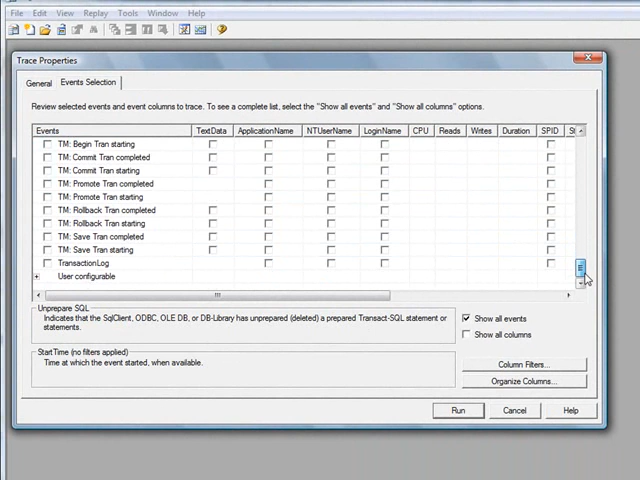 File Edit View Replay Tools Window Help
Trace Properties
General Events Selection
Review selected events and event columns to trace. To see a complete list, select the "Show all events" and "Show all columns" options.
Events TextData ApplicationName NTUserName LoginName CPU Reads Writes Duration SPID St
TM: Begin Tran starting
TM: Commit Tran completed
TM: Commit Tran starting
TM: Promote Tran completed
TM: Promote Tran starting
TM: Rollback Tran completed
TM: Rollback Tran starting
TM: Save Tran completed
TM: Save Tran starting
TransactionLog
User configurable
Unprepare SQL
Indicates that the SqlClient, ODBC, OLE DB, or DB-Library has unprepared (deleted) a prepared Transact-SQL statement or
statements.
Show all events
Show all columns
StartTime (no filters applied)
Time at which the event started, when available.
Column Filters...
Organize Columns...
Run Cancel Help